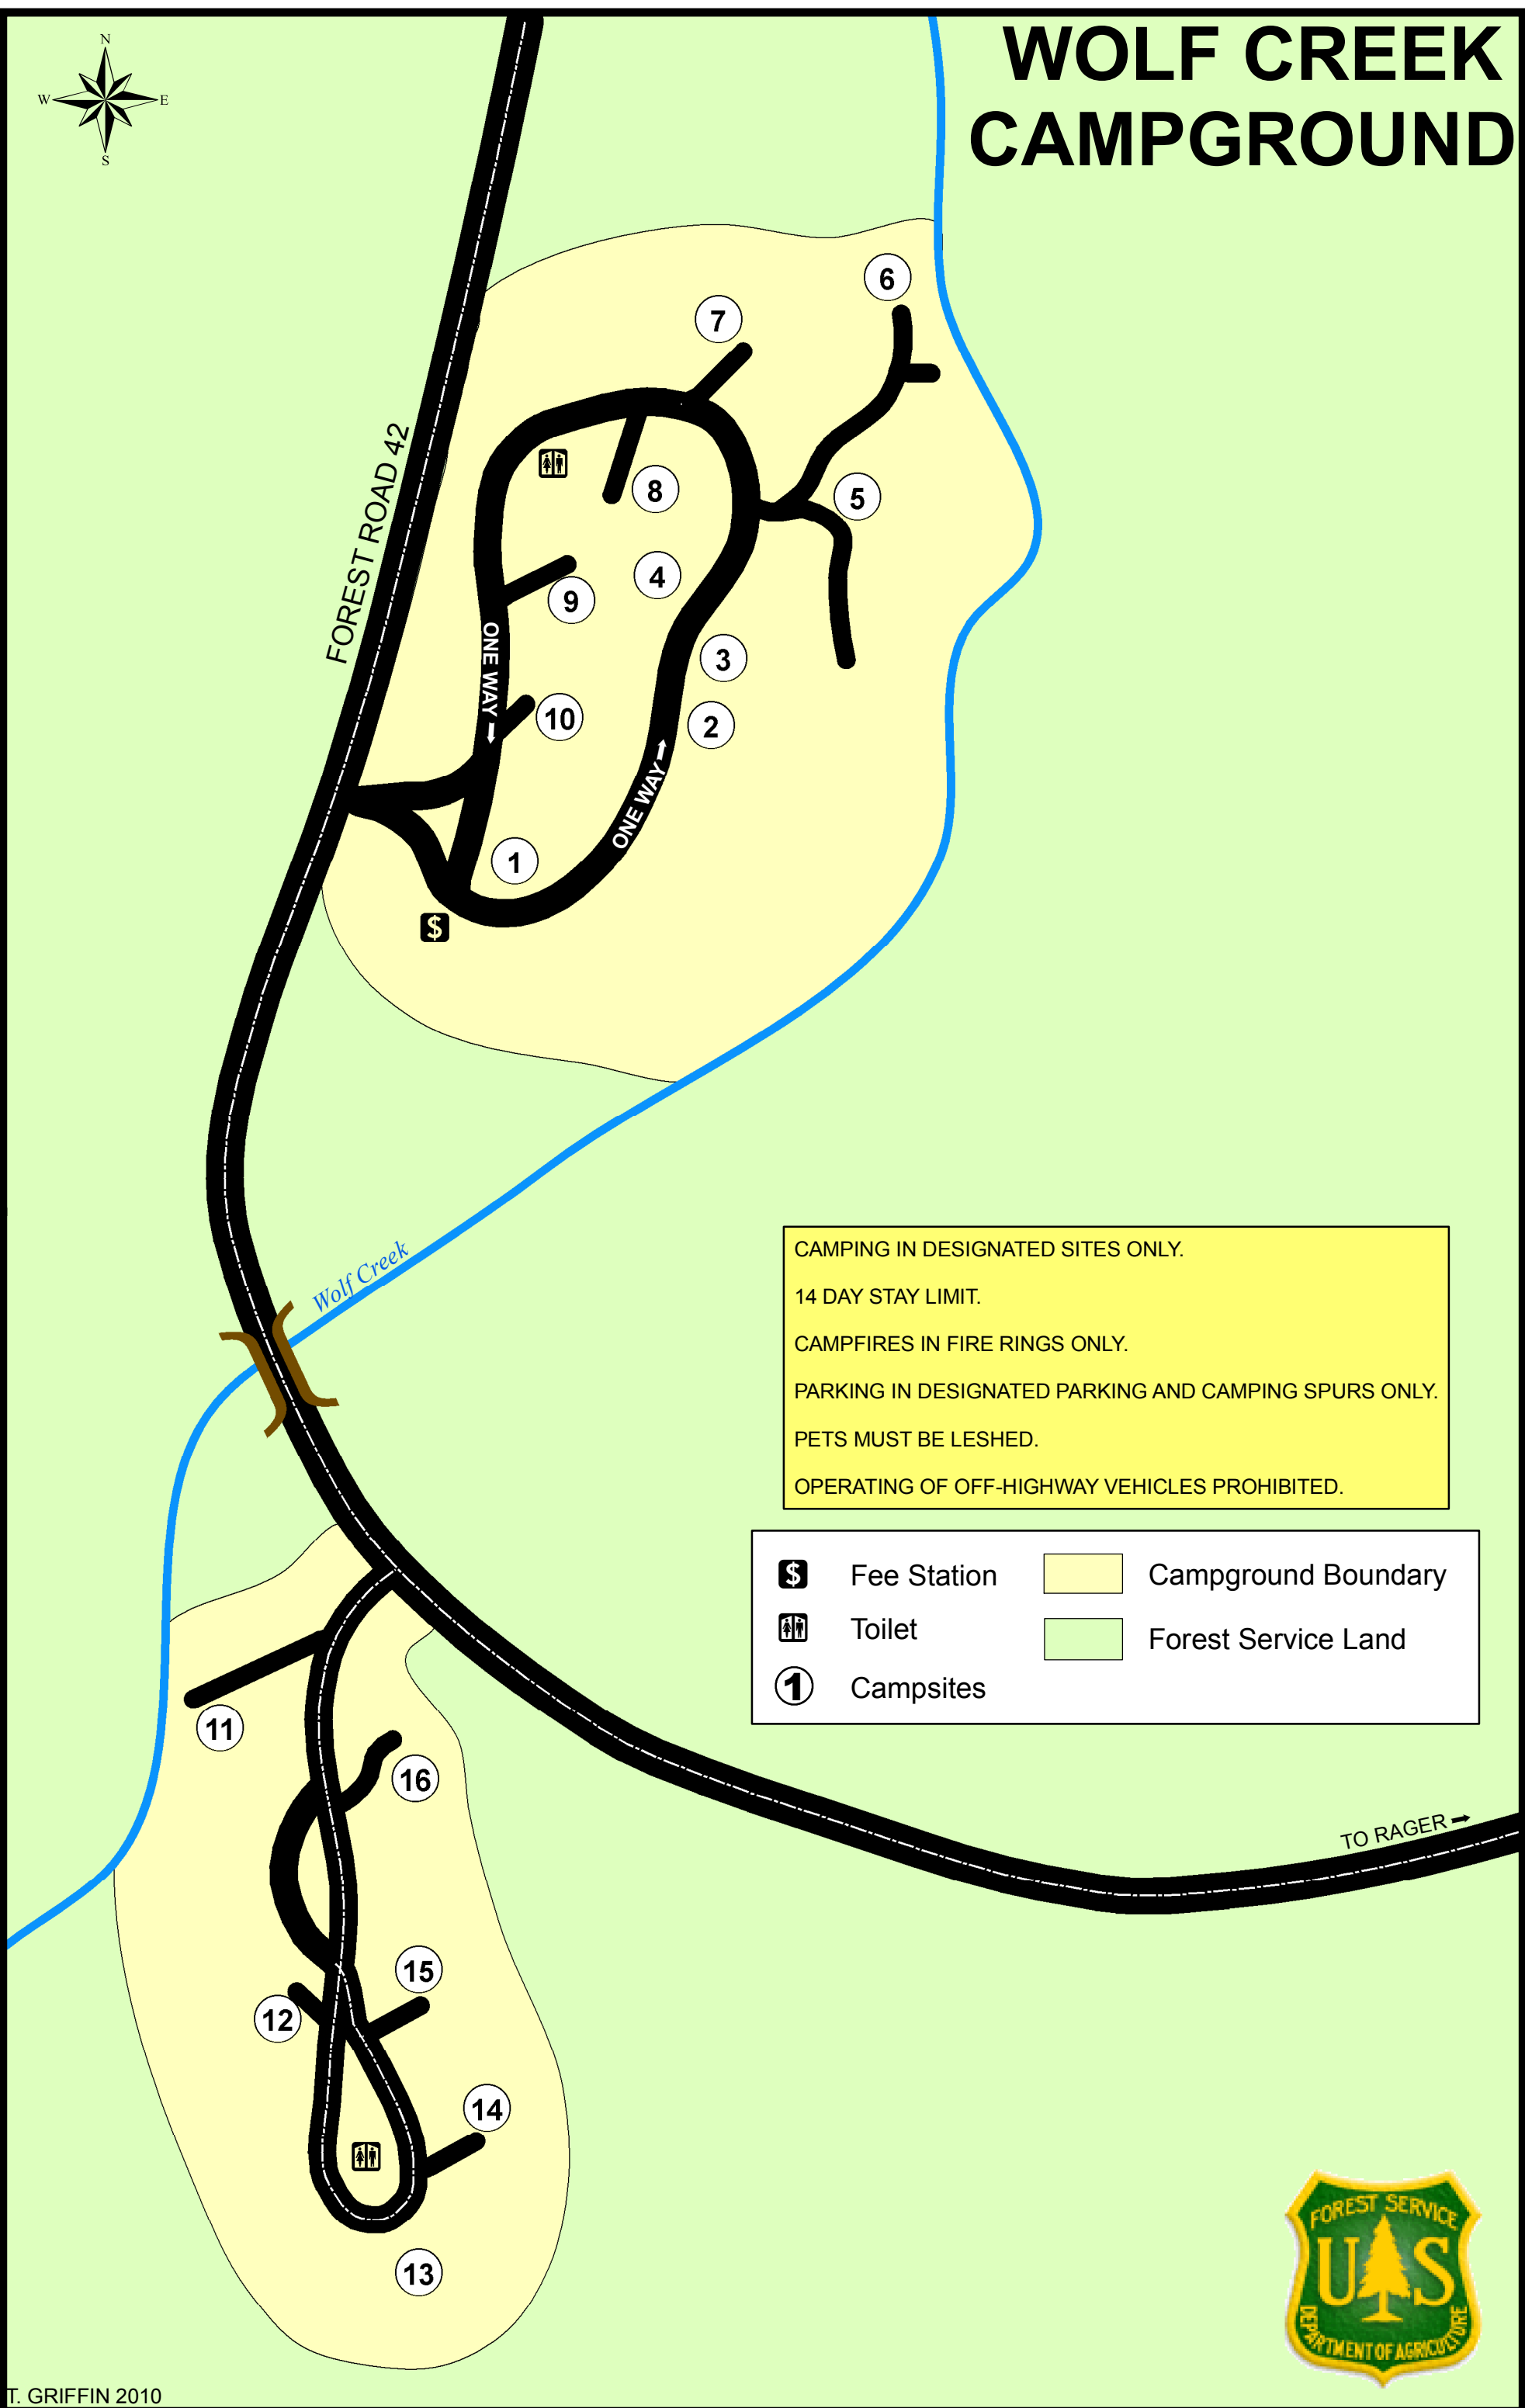 WOLF CREEK
CAMPGROUND
N
W
E
S
6
7
FOREST ROAD 42
8
5
4
9
ONE WAY
3
10
2
ONE WAY
1
$
Wolf Creek
CAMPING IN DESIGNATED SITES ONLY.
14 DAY STAY LIMIT.
CAMPFIRES IN FIRE RINGS ONLY.
PARKING IN DESIGNATED PARKING AND CAMPING SPURS ONLY.
PETS MUST BE LESHED.
OPERATING OF OFF-HIGHWAY VEHICLES PROHIBITED.
$ Fee Station
Campground Boundary
Toilet
Forest Service Land
1 Campsites
11
16
TO RAGER
15
12
14
13
FOREST SERVICE
U S
DEPARTMENT OF AGRICULTURE
T. GRIFFIN 2010